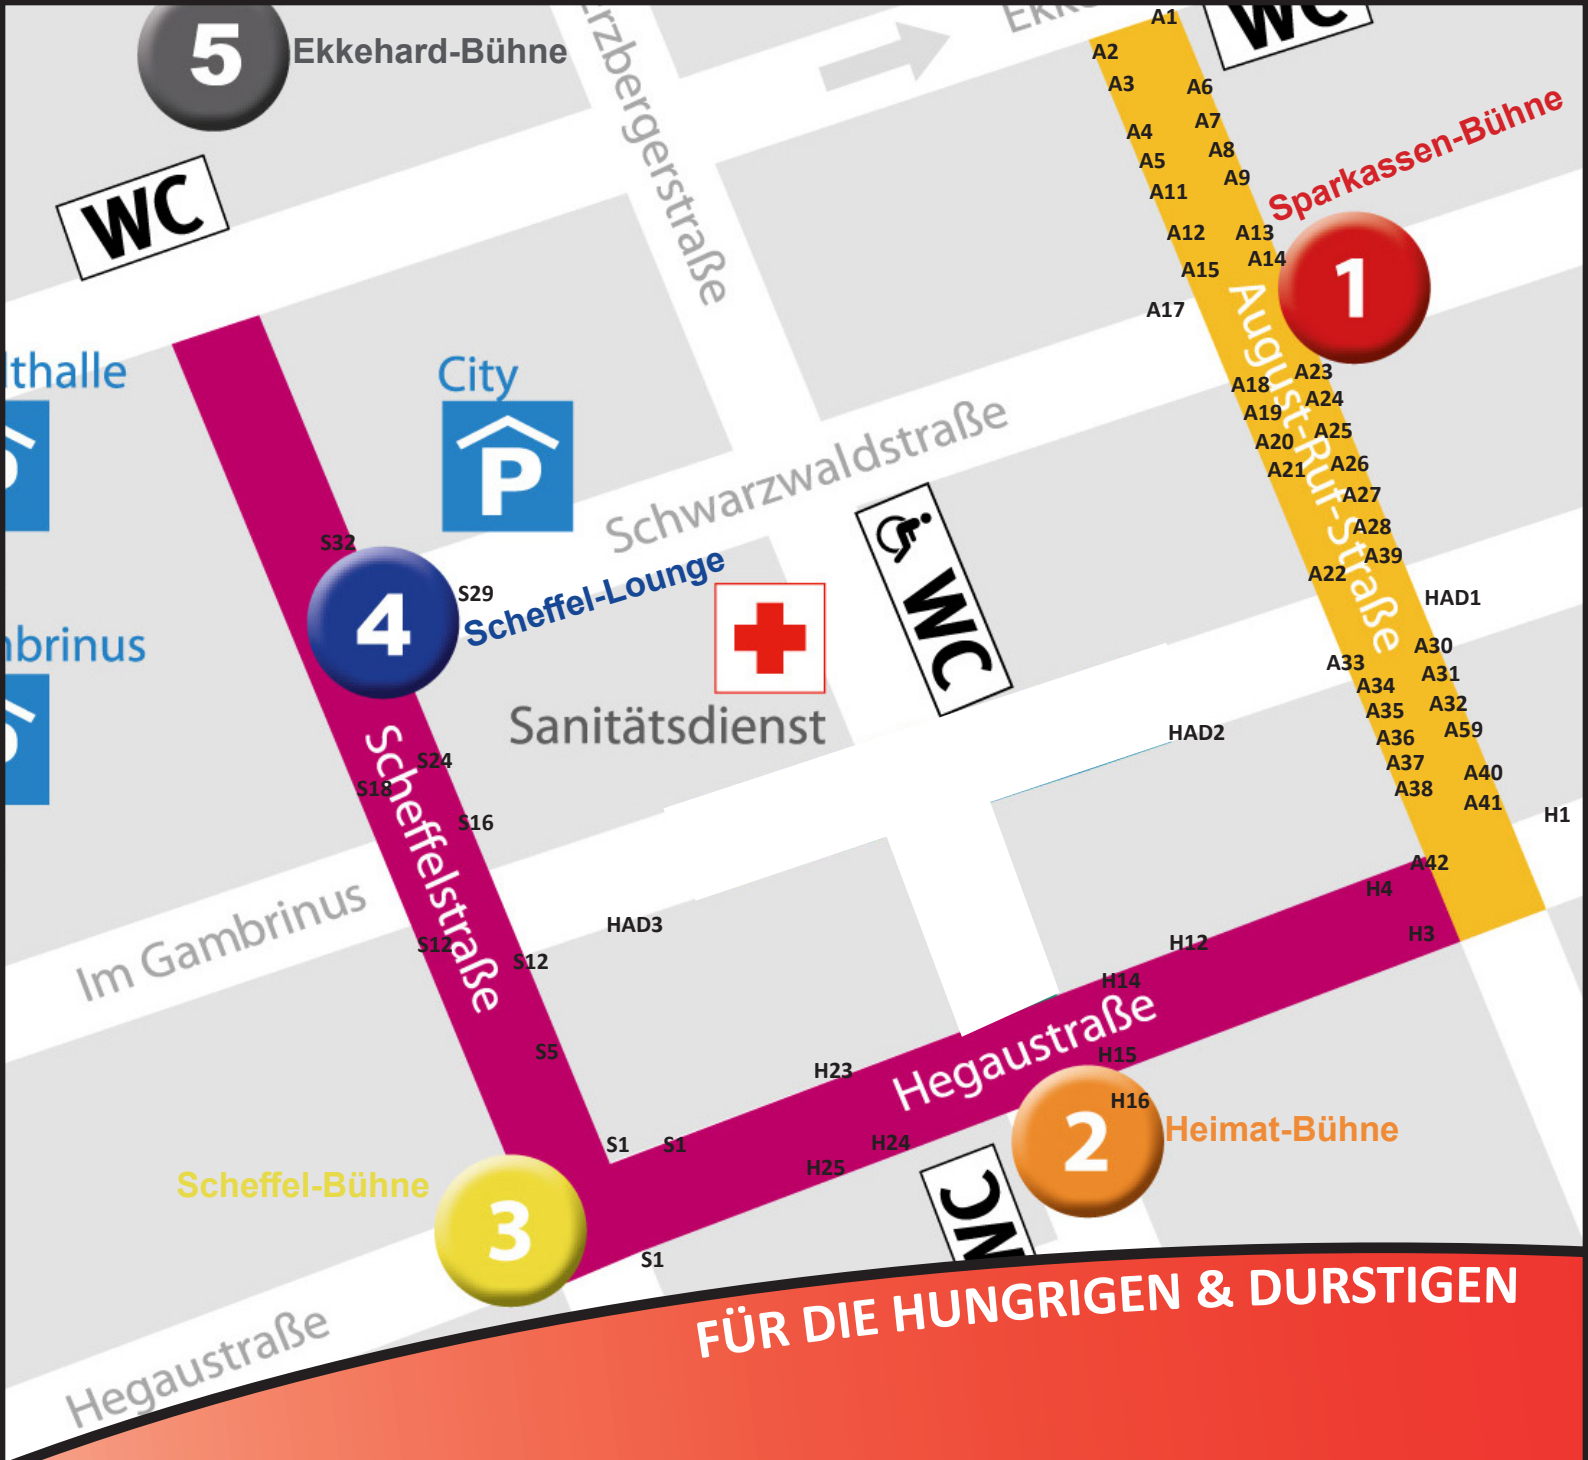 5
Ekkehard-Bühne
Erzbergerstraße
A1
WC
A2
A3
A6
A4
A7
A5
A8
A11
A9
Sparkassen-Bühne
WC
A12
A13
A15
A14
1
A17
August-Ruf-Straße
City
P
A18
A23
A19
A24
A20
A25
A21
A26
A27
A28
A39
A22
HAD1
Schwarzwaldstraße
WC
S32
4
S29
Scheffel-Lounge
Sanitätsdienst
A30
A33
A31
A34
A32
A35
A59
A36
A37
A40
A38
A41
H1
HAD2
Scheffelstraße
S24
S18
S16
A42
H4
H3
Im Gambrinus
HAD3
S12
S12
H12
H14
Hegaustraße
S5
H15
H23
H16
2
Heimat-Bühne
S1
S1
H24
H25
Scheffel-Bühne
3
WC
S1
Hegaustraße
FÜR DIE HUNGRIGEN & DURSTIGEN